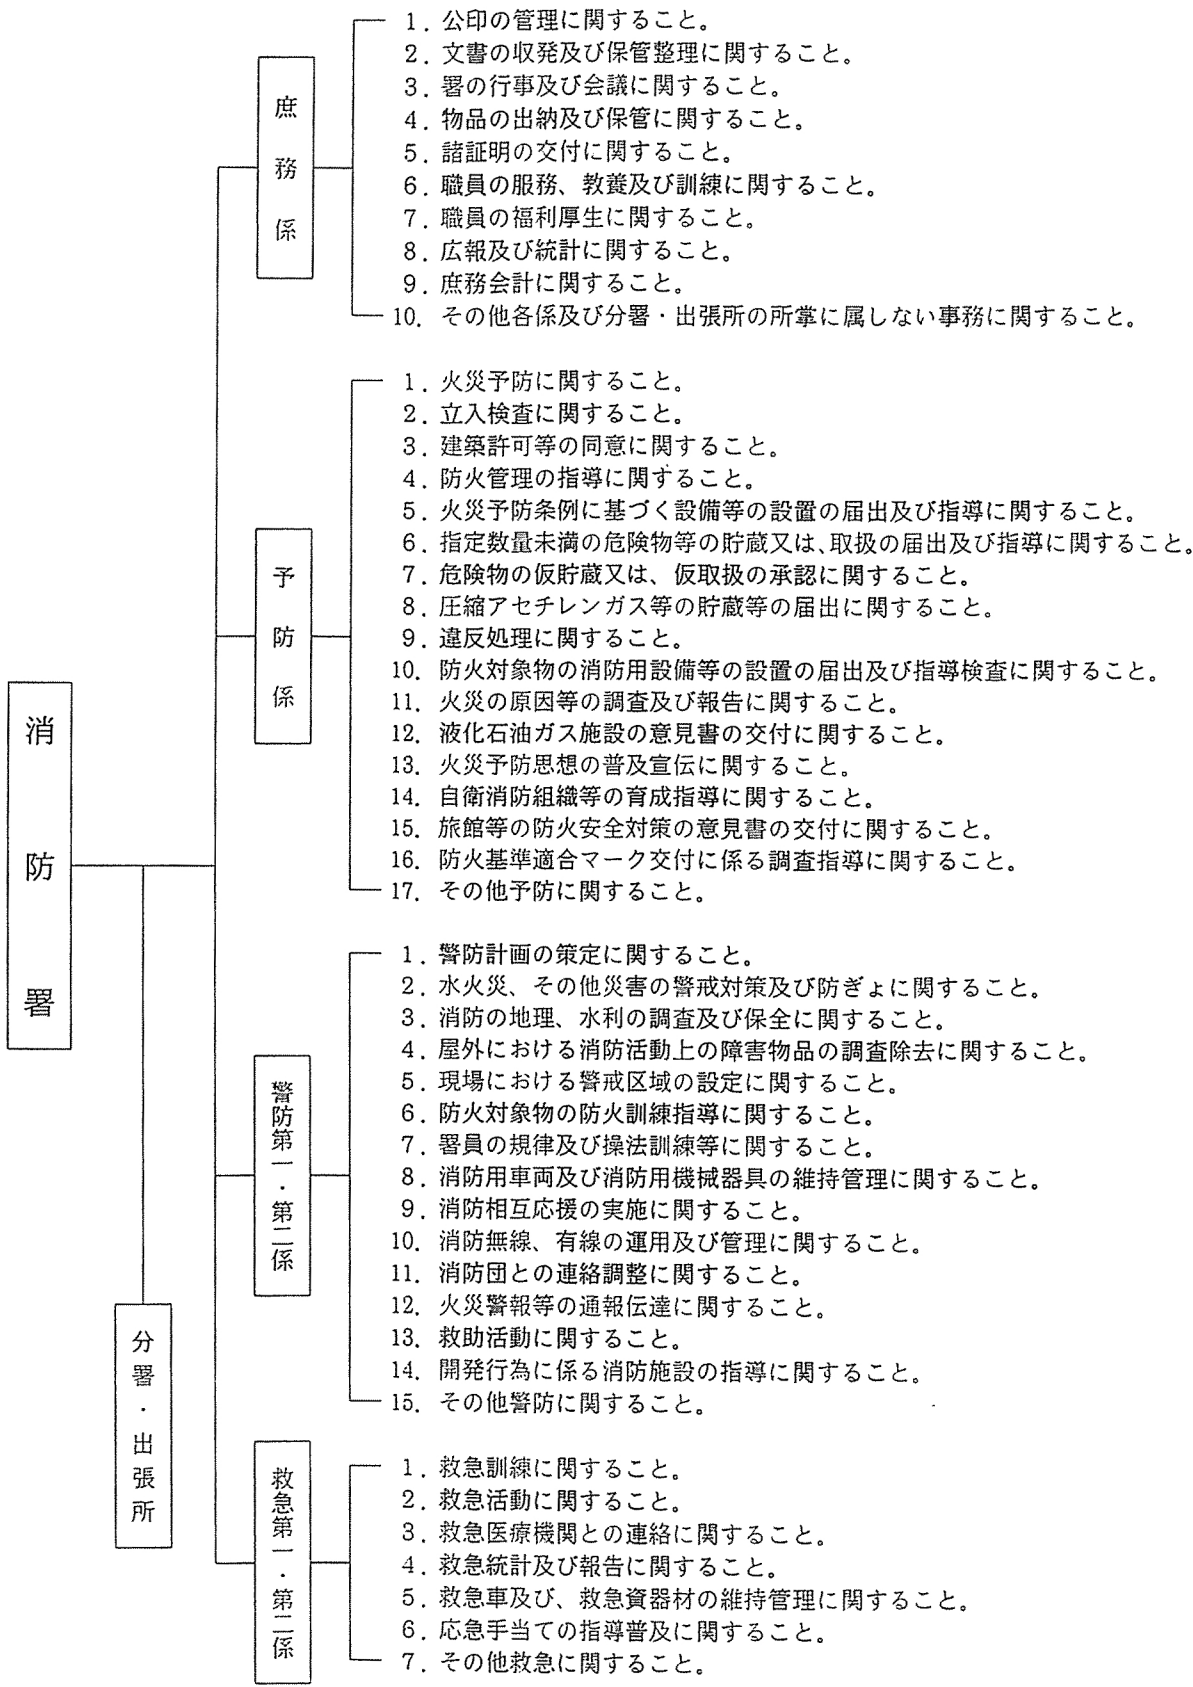 消防署
分署・出張所
庶務係
1. 公印の管理に関すること。
2. 文書の収発及び保管整理に関すること。
3. 署の行事及び会議に関すること。
4. 物品の出納及び保管に関すること。
5. 諸証明の交付に関すること。
6. 職員の服務、教養及び訓練に関すること。
7. 職員の福利厚生に関すること。
8. 広報及び統計に関すること。
9. 庶務会計に関すること。
10. その他各係及び分署・出張所の所掌に属しない事務に関すること。
予防係
1. 火災予防に関すること。
2. 立入検査に関すること。
3. 建築許可等の同意に関すること。
4. 防火管理の指導に関すること。
5. 火災予防条例に基づく設備等の設置の届出及び指導に関すること。
6. 指定数量未満の危険物等の貯蔵又は、取扱の届出及び指導に関すること。
7. 危険物の仮貯蔵又は、仮取扱の承認に関すること。
8. 圧縮アセチレンガス等の貯蔵等の届出に関すること。
9. 違反処理に関すること。
10. 防火対象物の消防用設備等の設置の届出及び指導検査に関すること。
11. 火災の原因等の調査及び報告に関すること。
12. 液化石油ガス施設の意見書の交付に関すること。
13. 火災予防思想の普及宣伝に関すること。
14. 自衛消防組織等の育成指導に関すること。
15. 旅館等の防火安全対策の意見書の交付に関すること。
16. 防火基準適合マーク交付に係る調査指導に関すること。
17. その他予防に関すること。
警防第一・第二係
1. 警防計画の策定に関すること。
2. 水火災、その他災害の警戒対策及び防ぎょに関すること。
3. 消防の地理、水利の調査及び保全に関すること。
4. 屋外における消防活動上の障害物品の調査除去に関すること。
5. 現場における警戒区域の設定に関すること。
6. 防火対象物の防火訓練指導に関すること。
7. 署員の規律及び操法訓練等に関すること。
8. 消防用車両及び消防用機械器具の維持管理に関すること。
9. 消防相互応援の実施に関すること。
10. 消防無線、有線の運用及び管理に関すること。
11. 消防団との連絡調整に関すること。
12. 火災警報等の通報伝達に関すること。
13. 救助活動に関すること。
14. 開発行為に係る消防施設の指導に関すること。
15. その他警防に関すること。
救急第一・第二係
1. 救急訓練に関すること。
2. 救急活動に関すること。
3. 救急医療機関との連絡に関すること。
4. 救急統計及び報告に関すること。
5. 救急車及び、救急資器材の維持管理に関すること。
6. 応急手当ての指導普及に関すること。
7. その他救急に関すること。